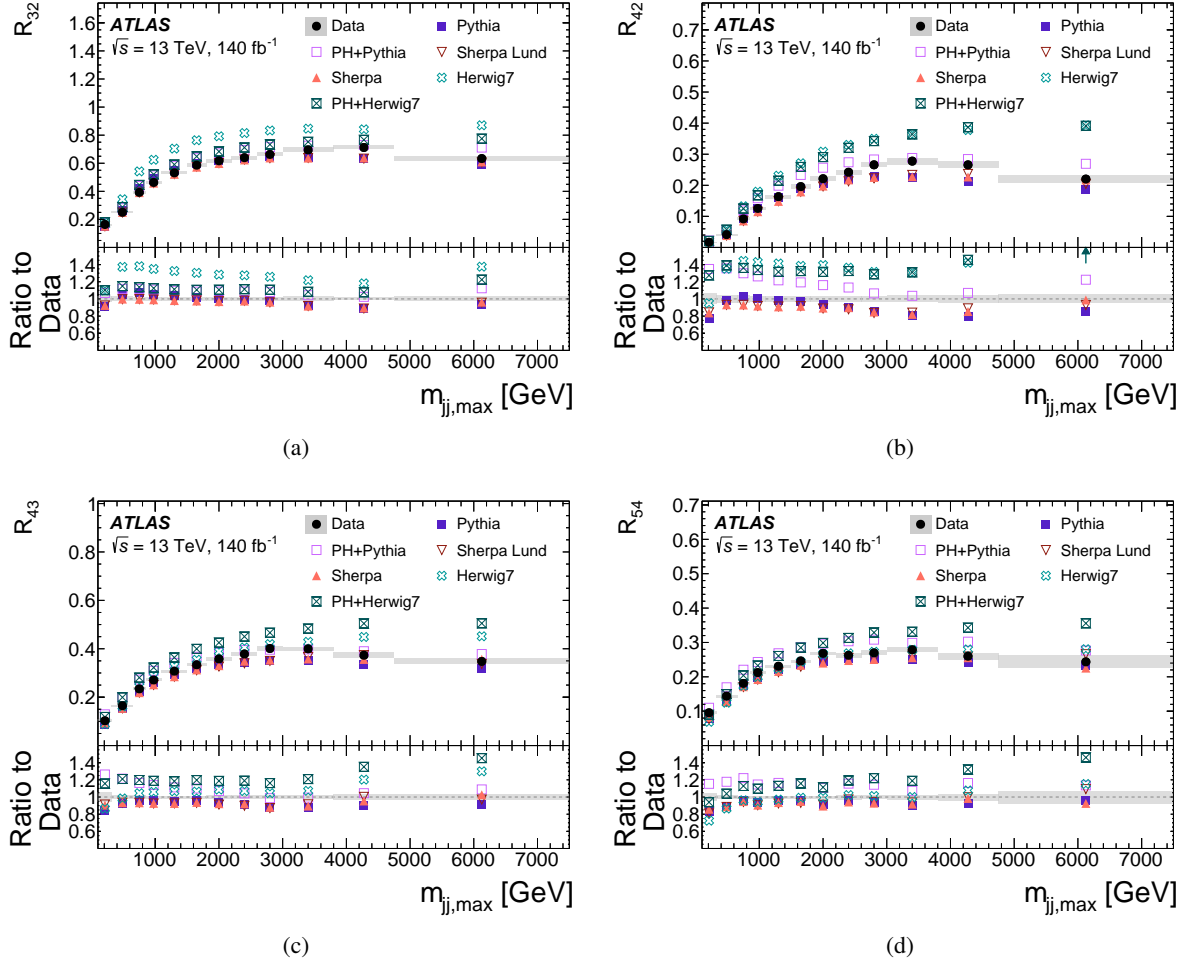 R32
ATLAS
√s = 13 TeV, 140 fb-1
Data
Pythia
PH+Pythia
Sherpa Lund
Sherpa
Herwig7
PH+Herwig7
1.6
1.4
1.2
1
0.8
0.6
0.4
0.2
Ratio to Data
1.4
1.2
1
0.8
0.6
1000 2000 3000 4000 5000 6000 7000
mjj,max [GeV]
(a)
R42
ATLAS
√s = 13 TeV, 140 fb-1
Data
Pythia
PH+Pythia
Sherpa Lund
Sherpa
Herwig7
PH+Herwig7
0.7
0.6
0.5
0.4
0.3
0.2
0.1
Ratio to Data
1.4
1.2
1
0.8
0.6
1000 2000 3000 4000 5000 6000 7000
mjj,max [GeV]
(b)
R43
ATLAS
√s = 13 TeV, 140 fb-1
Data
Pythia
PH+Pythia
Sherpa Lund
Sherpa
Herwig7
PH+Herwig7
1
0.8
0.6
0.4
0.2
Ratio to Data
1.4
1.2
1
0.8
0.6
1000 2000 3000 4000 5000 6000 7000
mjj,max [GeV]
(c)
R54
ATLAS
√s = 13 TeV, 140 fb-1
Data
Pythia
PH+Pythia
Sherpa Lund
Sherpa
Herwig7
PH+Herwig7
0.7
0.6
0.5
0.4
0.3
0.2
0.1
Ratio to Data
1.4
1.2
1
0.8
0.6
1000 2000 3000 4000 5000 6000 7000
mjj,max [GeV]
(d)